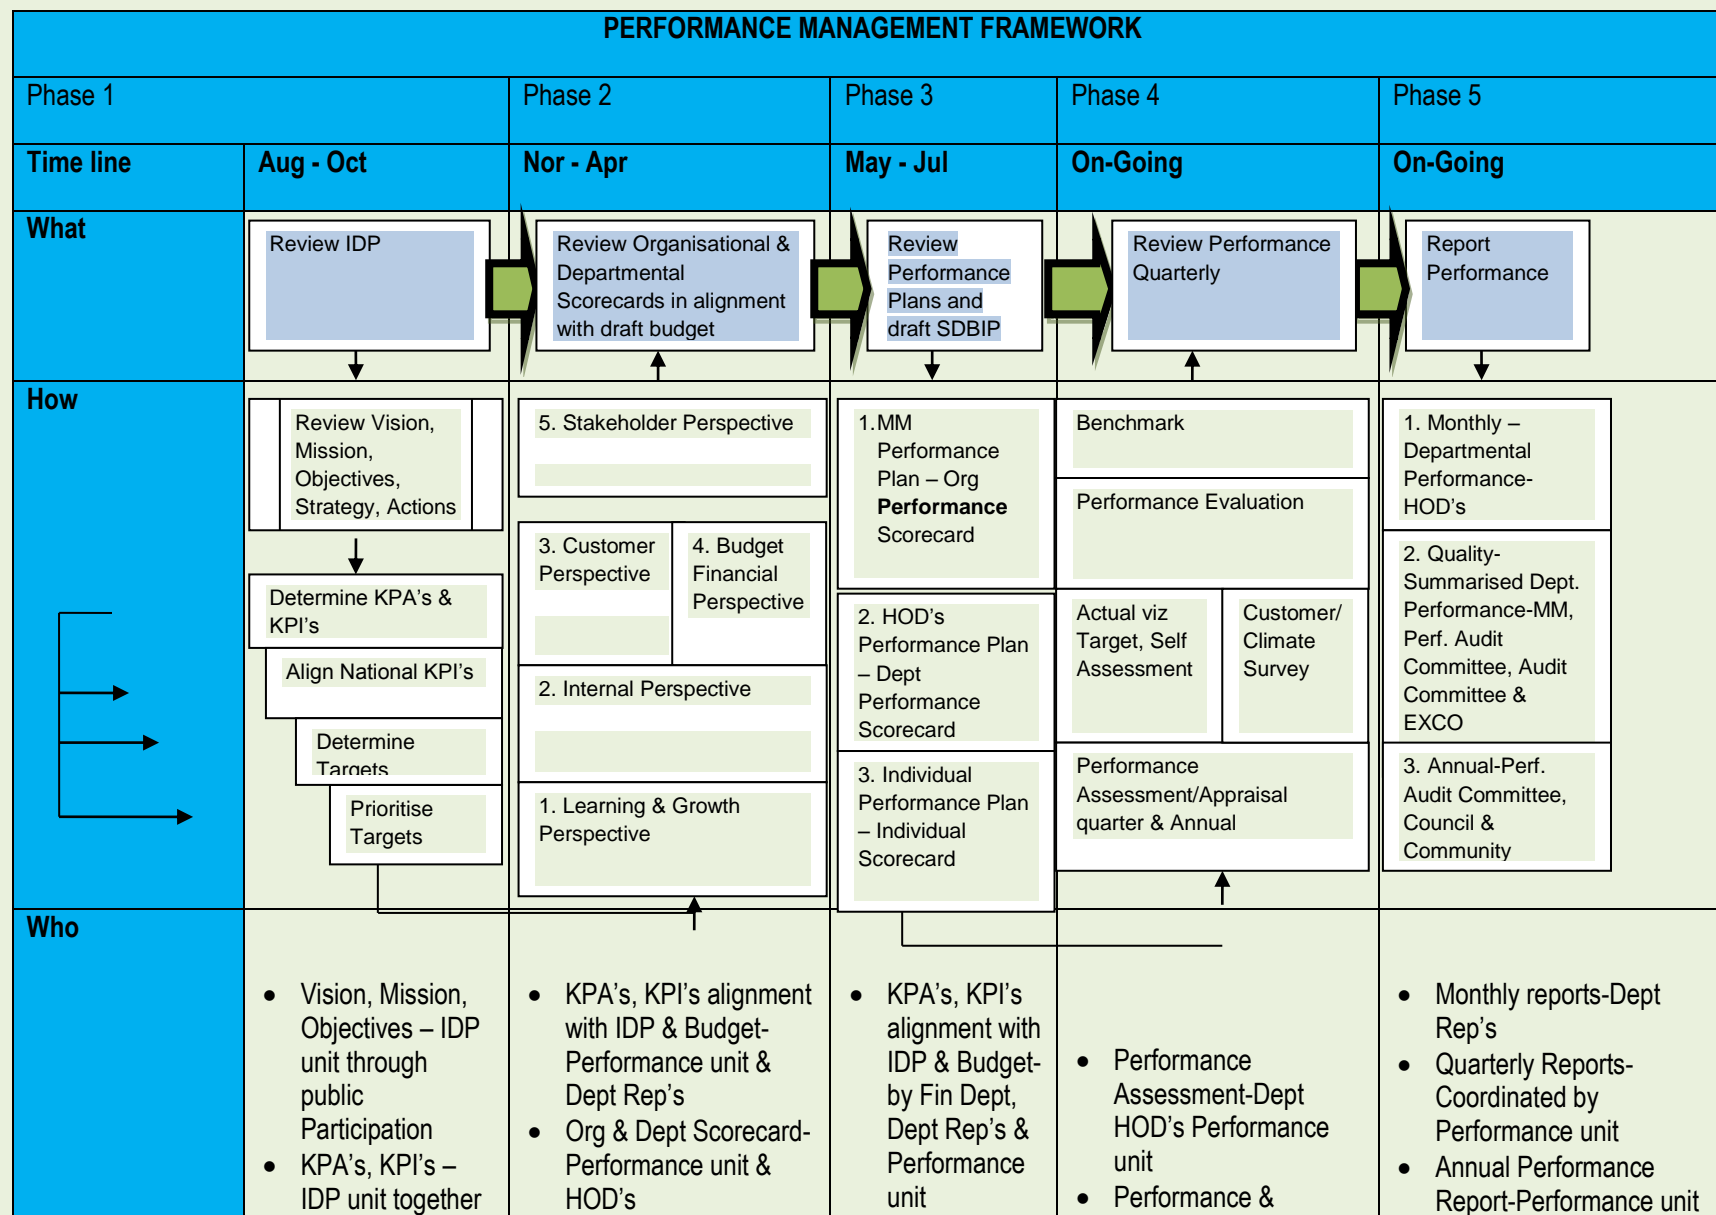 PERFORMANCE MANAGEMENT FRAMEWORK
Phase 1
Phase 2
Phase 3
Phase 4
Phase 5
Time line
Aug - Oct
Nor - Apr
May - Jul
On-Going
On-Going
What
Review IDP
Review Organisational &
Departmental
Scorecards in alignment
with draft budget
Review
Performance
Plans and
draft SDBIP
Review Performance
Quarterly
Report
Performance
How
Review Vision,
Mission,
Objectives,
Strategy, Actions
Determine KPA's &
KPI's
Align National KPI's
Determine
Targets
Prioritise
Targets
5. Stakeholder Perspective
3. Customer
Perspective
4. Budget
Financial
Perspective
2. Internal Perspective
1. Learning & Growth
Perspective
1.MM
Performance
Plan – Org
Performance
Scorecard
2. HOD's
Performance Plan
– Dept
Performance
Scorecard
3. Individual
Performance Plan
– Individual
Scorecard
Benchmark
Performance Evaluation
Actual viz
Target, Self
Assessment
Customer/
Climate
Survey
Performance
Assessment/Appraisal
quarter & Annual
1. Monthly –
Departmental
Performance-
HOD's
2. Quality-
Summarised Dept.
Performance-MM,
Perf. Audit
Committee, Audit
Committee &
EXCO
3. Annual-Perf.
Audit Committee,
Council &
Community
Who
• Vision, Mission,
Objectives – IDP
unit through
public
Participation
• KPA's, KPI's –
IDP unit together
• KPA's, KPI's alignment
with IDP & Budget-
Performance unit &
Dept Rep's
• Org & Dept Scorecard-
Performance unit &
HOD's
• KPA's, KPI's
alignment with
IDP & Budget-
by Fin Dept,
Dept Rep's &
Performance
unit
• Performance
Assessment-Dept
HOD's Performance
unit
• Performance &
• Monthly reports-Dept
Rep's
• Quarterly Reports-
Coordinated by
Performance unit
• Annual Performance
Report-Performance unit